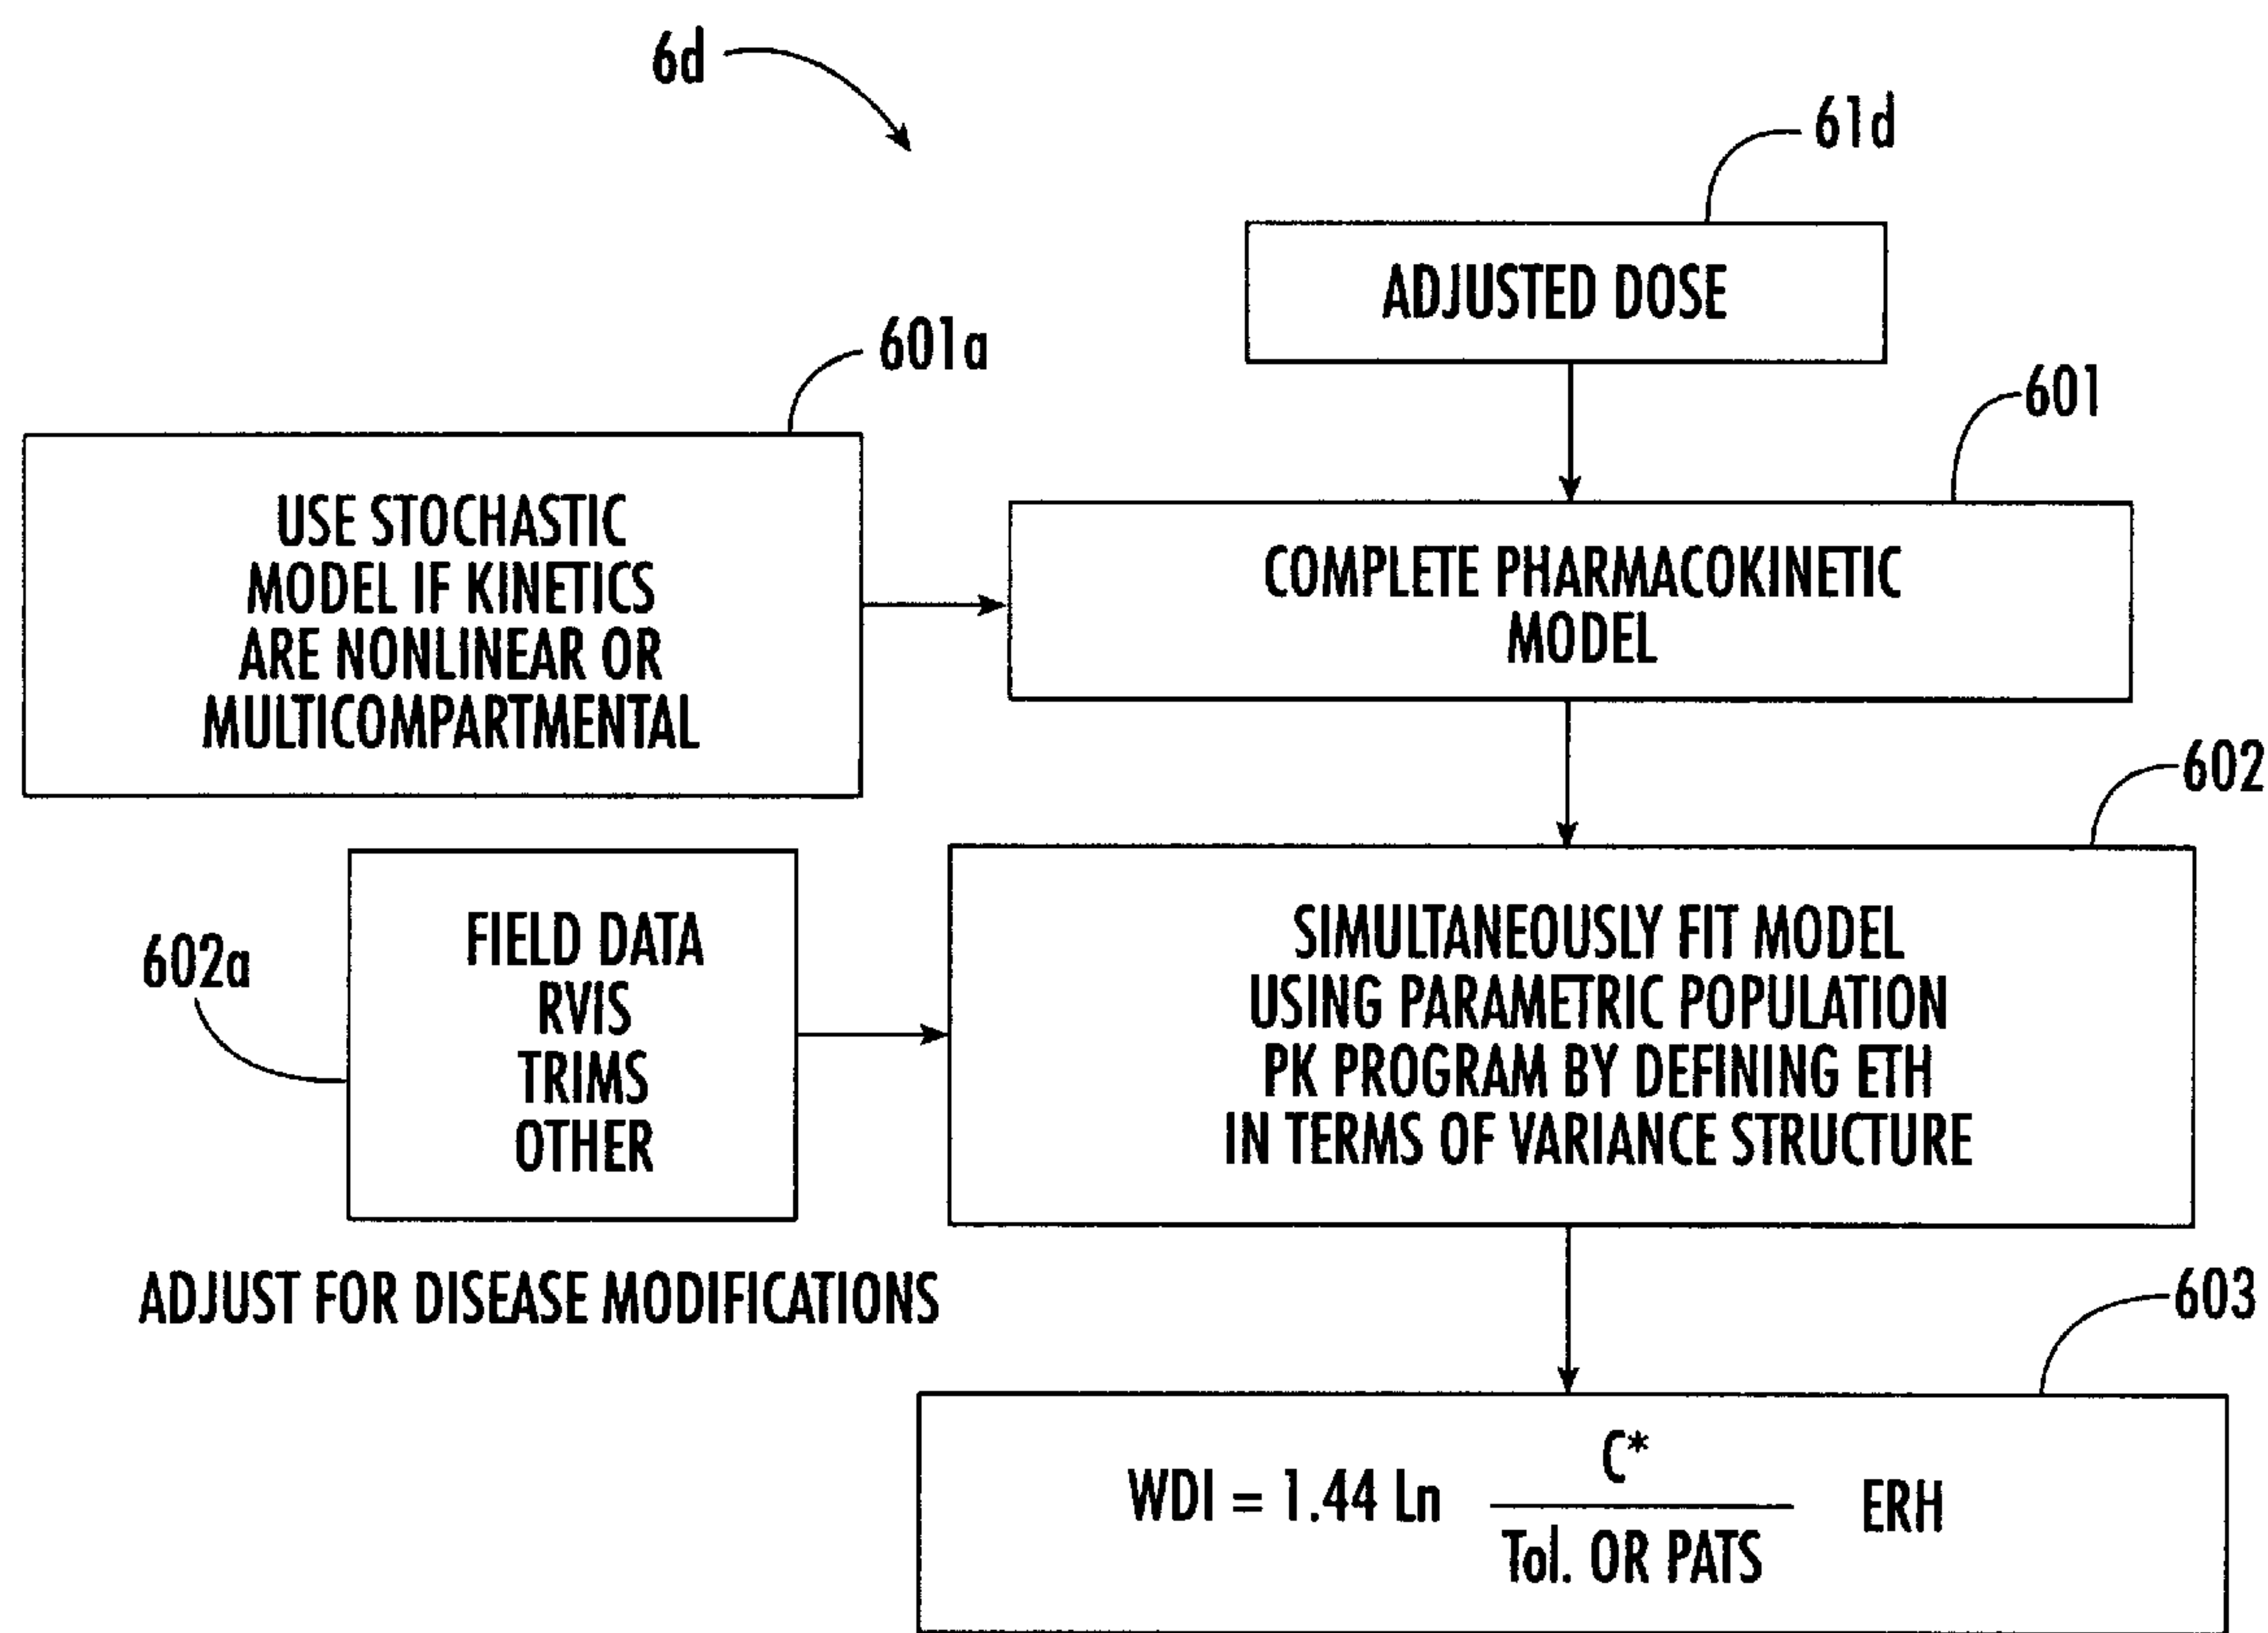 6d
61d
ADJUSTED DOSE
601a
601
USE STOCHASTIC
MODEL IF KINETICS
ARE NONLINEAR OR
MULTICOMPARTMENTAL
COMPLETE PHARMACOKINETIC
MODEL
602
602a
FIELD DATA
RVIS
TRIMS
OTHER
SIMULTANEOUSLY FIT MODEL
USING PARAMETRIC POPULATION
PK PROGRAM BY DEFINING ETH
IN TERMS OF VARIANCE STRUCTURE
ADJUST FOR DISEASE MODIFICATIONS
603
C*
WDI = 1.44 Ln ERH
Tol. OR PATS